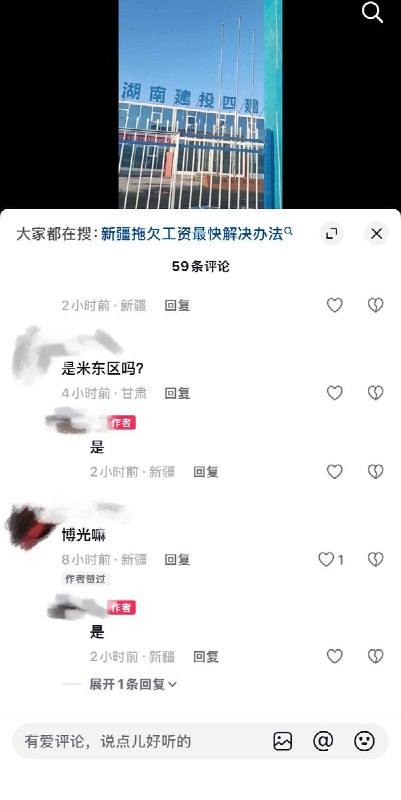 湖南建投四建
大家都在搜：新疆拖欠工资最快解决办法
59条评论
2小时前·新疆 回复
是米东区吗？
4小时前·甘肃 回复
作者
是
2小时前·新疆 回复
博光嘛
8小时前·新疆 回复 1
作者赞过
作者
是
2小时前·新疆 回复
展开1条回复
有爱评论，说点儿好听的